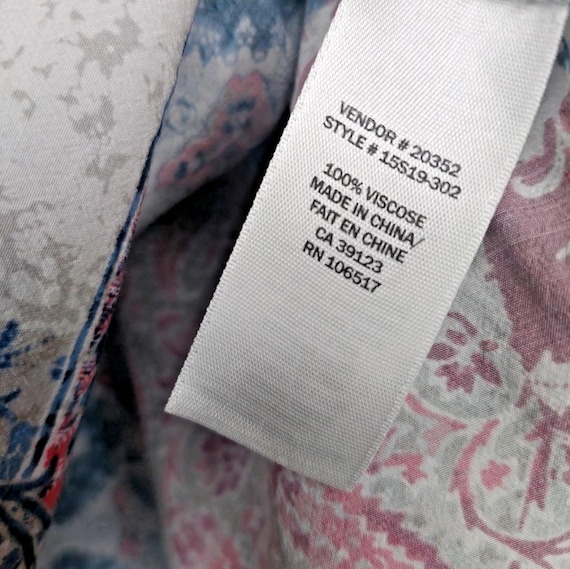 VENDOR # 20352
STYLE # 15S19-302
100% VISCOSE
MADE IN CHINA/
FAIT EN CHINE
CA 39123
RN 106517